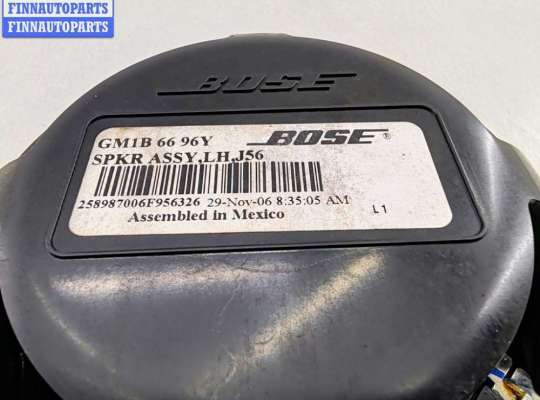 FINNAUTOPARTS
FINNAUTOPARTS
BOSE
GM1B 66 96Y
BOSE®
SPKR ASSY,LH,J56
258987006F956326 29-Nov-06 8:35:05 AM
Assembled in Mexico
L1